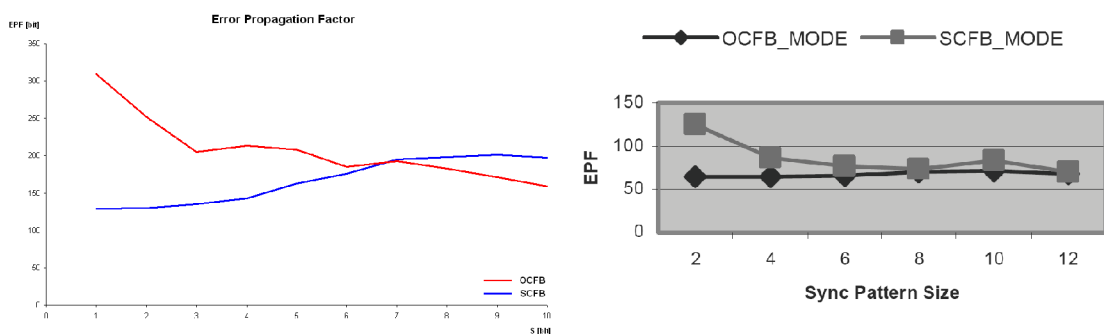 Error Propagation Factor
EPF [bit]
350
300
250
200
150
100
50
0
0 1 2 3 4 5 6 7 8 9 10
S [bit]
OCFB
SCFB
OCFB_MODE SCFB_MODE
150
100
50
0
EPF
2 4 6 8 10 12
Sync Pattern Size